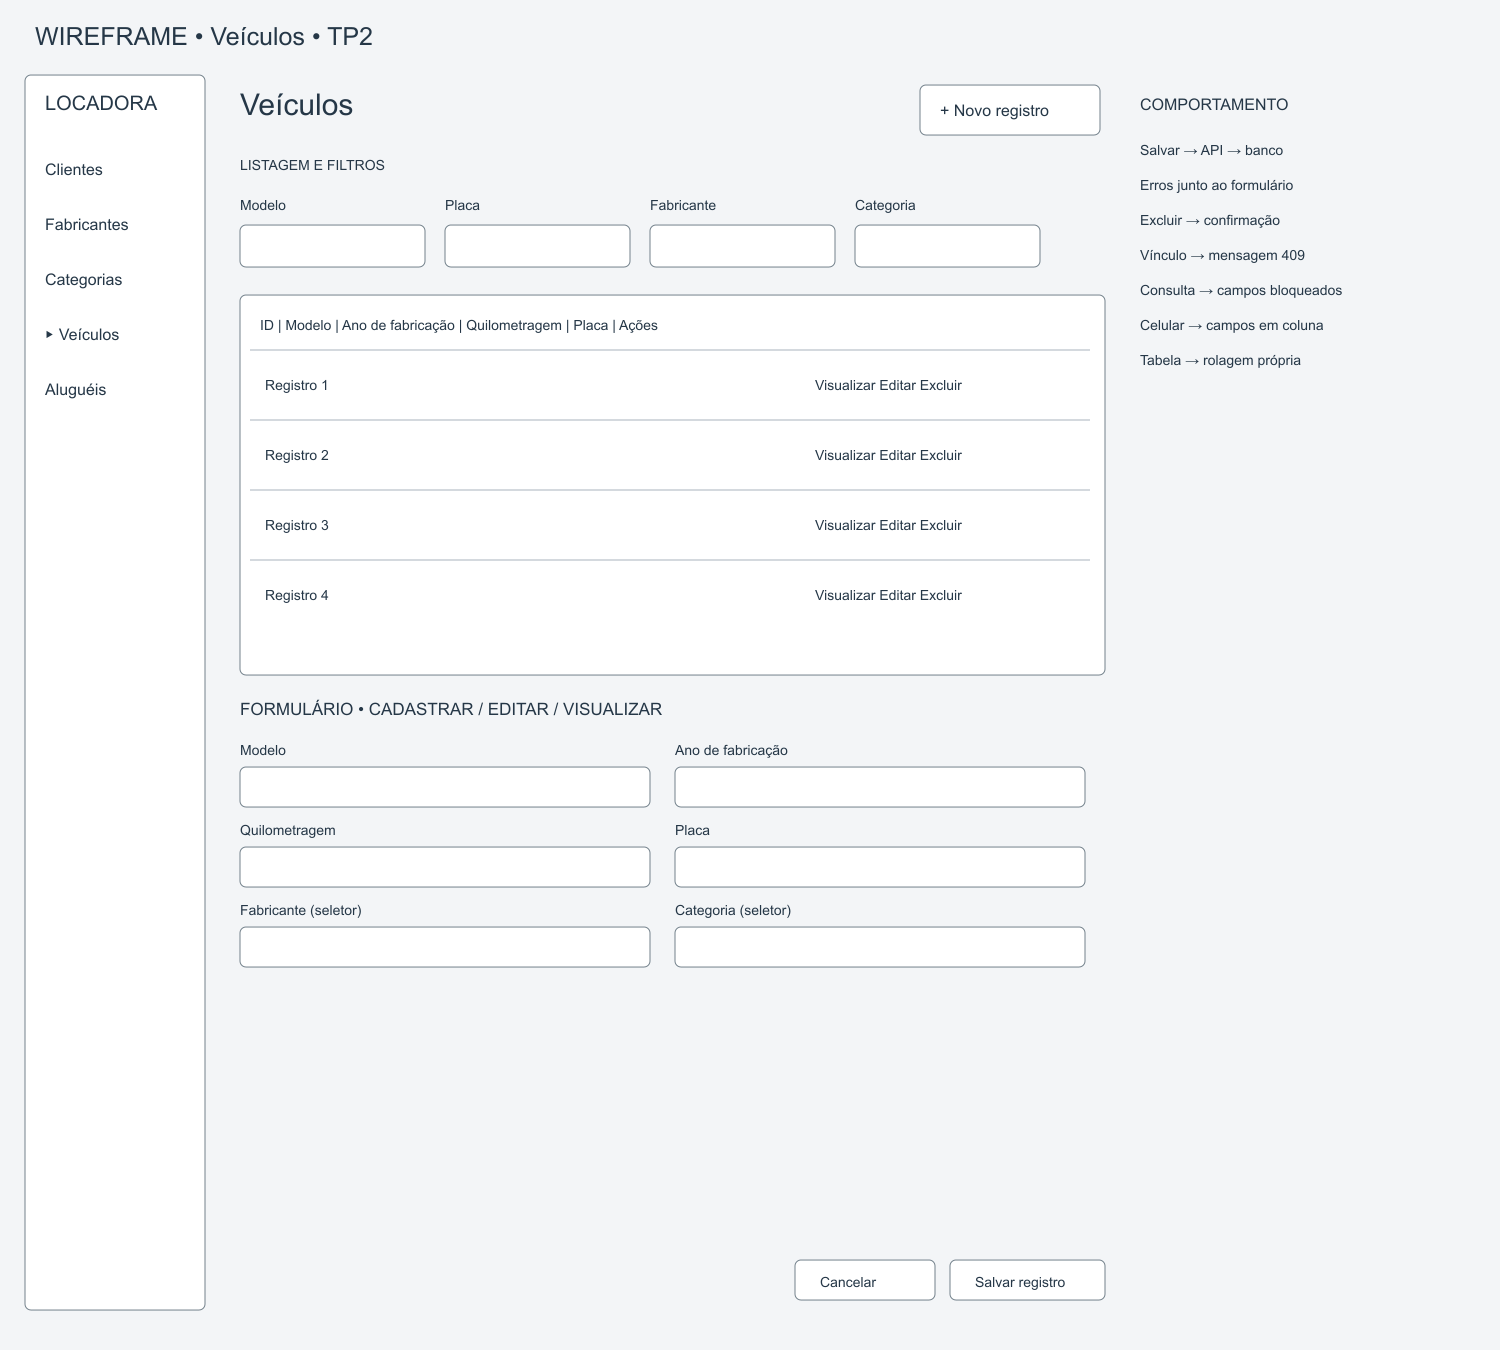 WIREFRAME • Veículos • TP2
LOCADORA
Clientes
Fabricantes
Categorias
▸ Veículos
Aluguéis
Veículos
+ Novo registro
LISTAGEM E FILTROS
Modelo
Placa
Fabricante
Categoria
ID | Modelo | Ano de fabricação | Quilometragem | Placa | Ações
Registro 1 Visualizar Editar Excluir
Registro 2 Visualizar Editar Excluir
Registro 3 Visualizar Editar Excluir
Registro 4 Visualizar Editar Excluir
FORMULÁRIO • CADASTRAR / EDITAR / VISUALIZAR
Modelo
Ano de fabricação
Quilometragem
Placa
Fabricante (seletor)
Categoria (seletor)
Cancelar
Salvar registro
COMPORTAMENTO
Salvar → API → banco
Erros junto ao formulário
Excluir → confirmação
Vínculo → mensagem 409
Consulta → campos bloqueados
Celular → campos em coluna
Tabela → rolagem própria